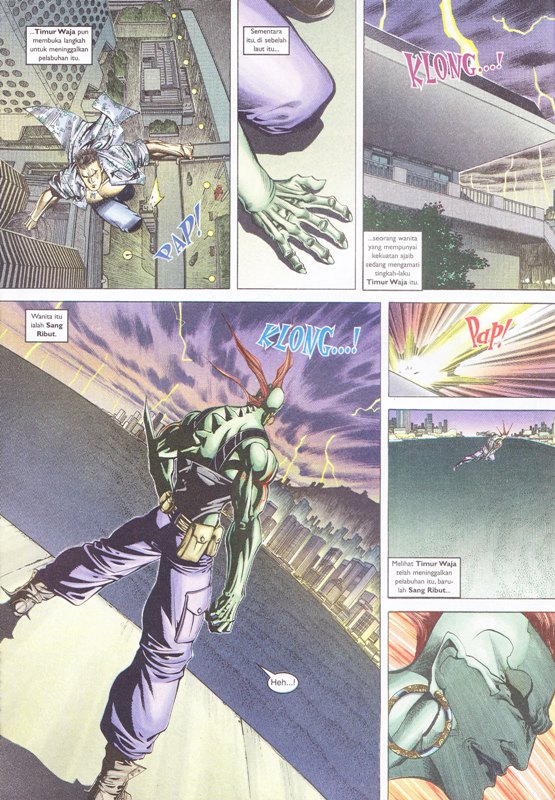 ...Timur Waja pun
membuka langkah
untuk meninggalkan
pelabuhan itu.
PAP!
Sementara
itu, di sebelah
laut itu...
KLONG...!
...seorang wanita
yang mempunyai
kekuatan ajaib
sedang mengamati
tingkah-laku
Timur Waja itu.
Wanita itu
ialah Sang
Ribut.
KLONG...!
Heh...!
Pap!
Melihat Timur Waja
telah meninggalkan
pelabuhan itu, baru-
lah Sang Ribut...